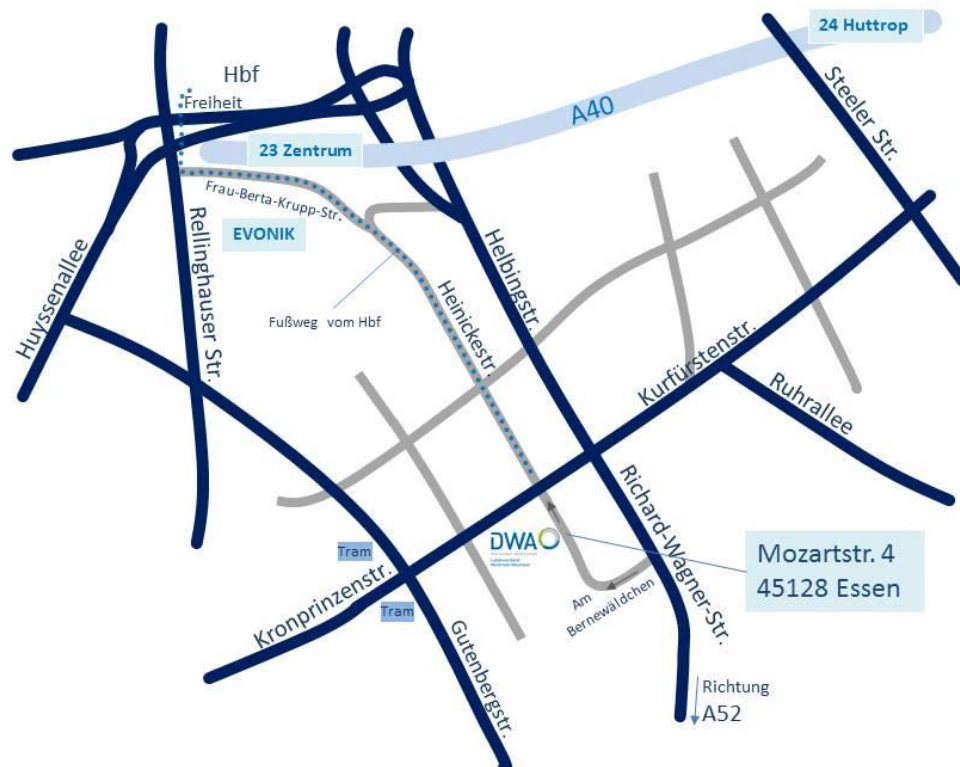 24 Huttrop
Hbf
Freiheit
A40
Steeler Str.
23 Zentrum
Frau-Berta-Krupp-Str.
EVONIK
Rellinghauser Str.
Huyssenallee
Helbingstr.
Heinickestr.
Fußweg vom Hbf
Kurfürstenstr.
Ruhrallee
Richard-Wagner-Str.
DWA
Mozartstr. 4
45128 Essen
Tram
Kronprinzenstr.
Tram
Am
Bernewäldchen
Gutenbergstr.
Richtung
A52